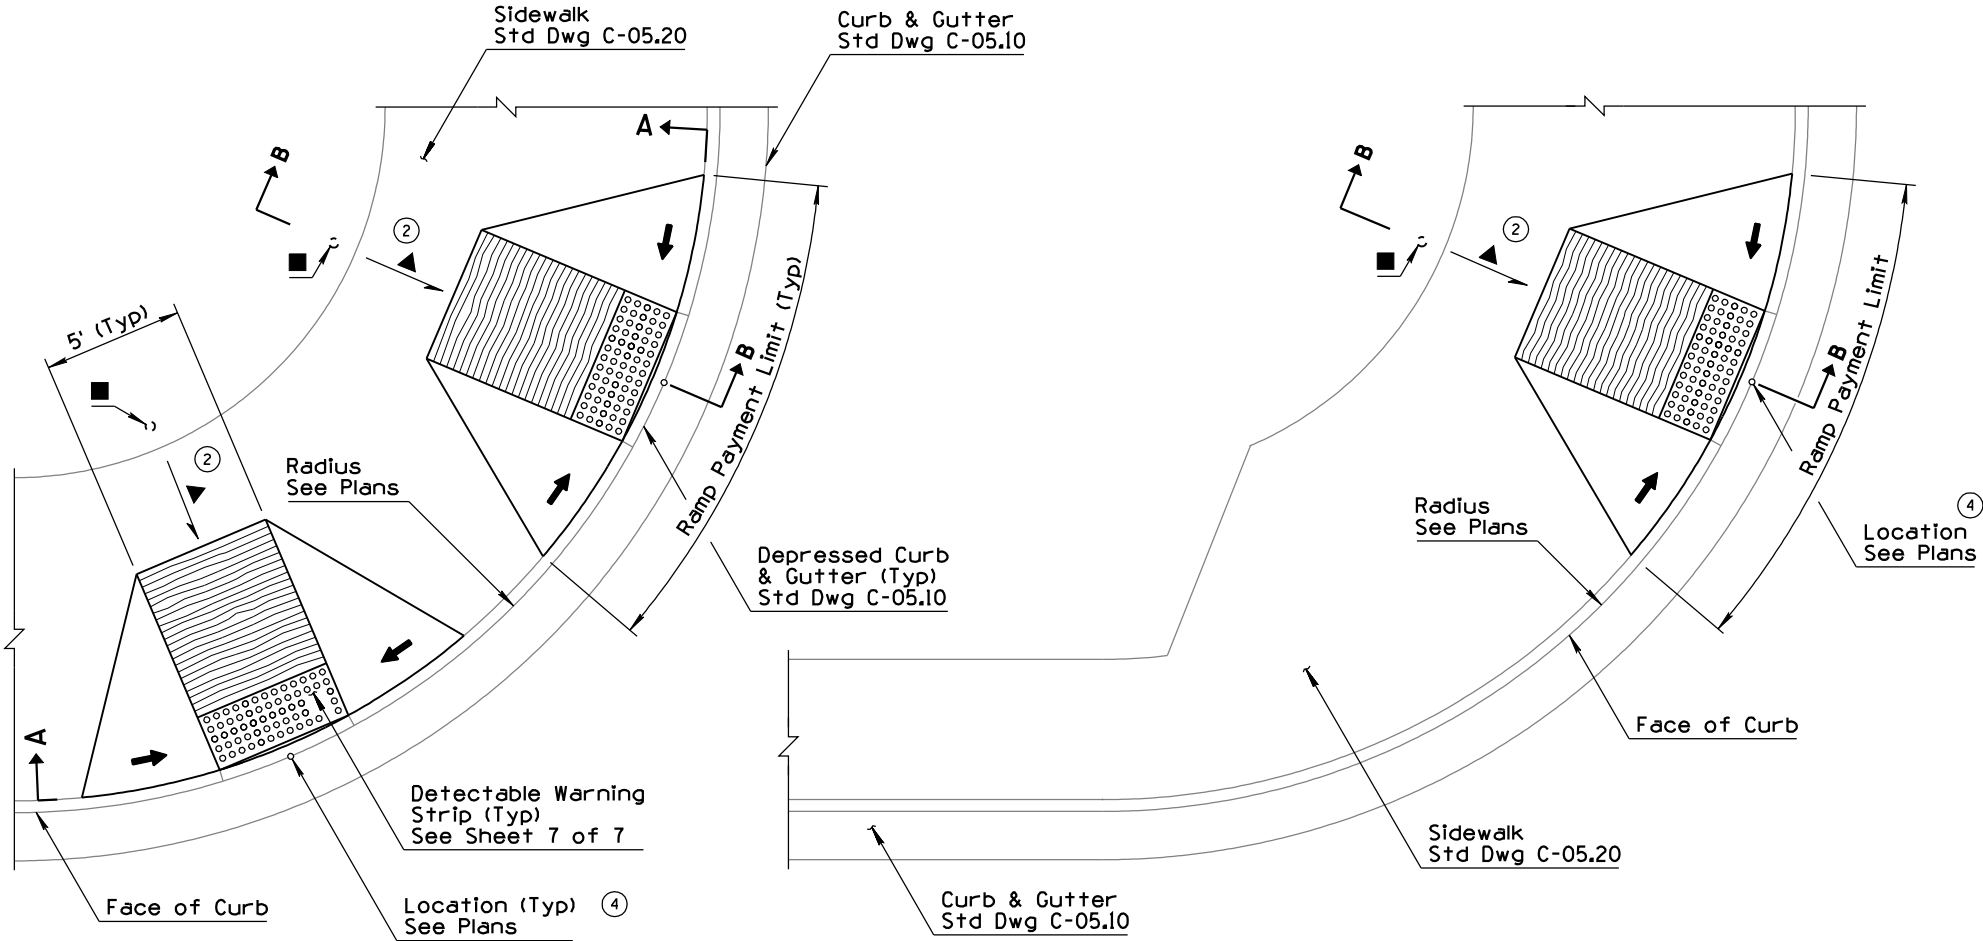 Sidewalk
Std Dwg C-05.20
Curb & Gutter
Std Dwg C-05.10
A
B
2
5' (Typ)
Ramp Payment Limit (Typ)
B
2
Radius
See Plans
Depressed Curb
& Gutter (Typ)
Std Dwg C-05.10
A
Detectable Warning
Strip (Typ)
See Sheet 7 of 7
Face of Curb
Location (Typ) 4
See Plans
B
2
Ramp Payment Limit
B
Radius
See Plans
4
Location
See Plans
Face of Curb
Sidewalk
Std Dwg C-05.20
Curb & Gutter
Std Dwg C-05.10